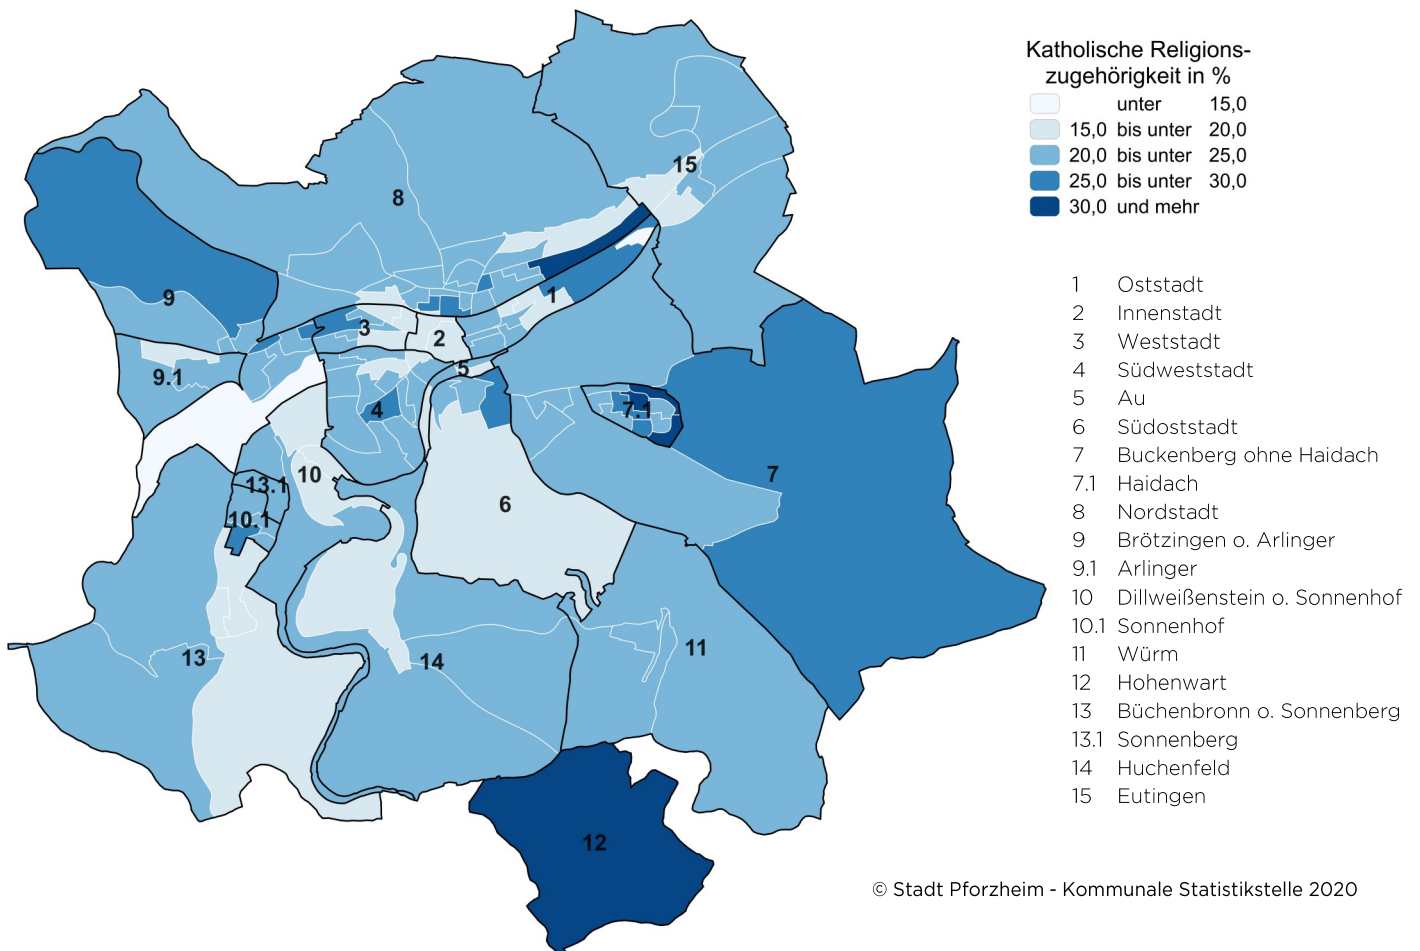 Katholische Religions-
zugehörigkeit in %
unter 15,0
15,0 bis unter 20,0
20,0 bis unter 25,0
25,0 bis unter 30,0
30,0 und mehr
1 Oststadt
2 Innenstadt
3 Weststadt
4 Südweststadt
5 Au
6 Südoststadt
7 Buckenberg ohne Haidach
7.1 Haidach
8 Nordstadt
9 Brötzingen o. Arlinger
9.1 Arlinger
10 Dillweißenstein o. Sonnenhof
10.1 Sonnenhof
11 Würm
12 Hohenwart
13 Büchenbronn o. Sonnenberg
13.1 Sonnenberg
14 Huchenfeld
15 Eutingen
© Stadt Pforzheim - Kommunale Statistikstelle 2020
15
8
9
1
3
2
9.1
5
4
7.1
10
7
13.1
6
10.1
11
13
14
12